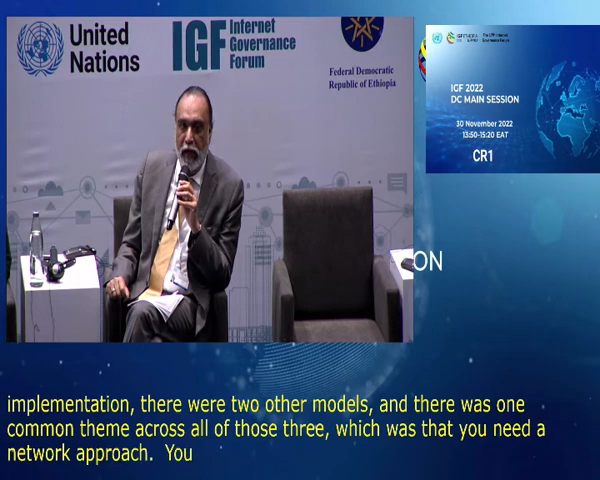 United
Nations
IGF
Internet
Governance
Forum
Federal Democratic
Republic of Ethiopia
IGF 2022
DC MAIN SESSION
30 November 2022
13:50-15:20 EAT
CR1
ON
implementation, there were two other models, and there was one
common theme across all of those three, which was that you need a
network approach.  You